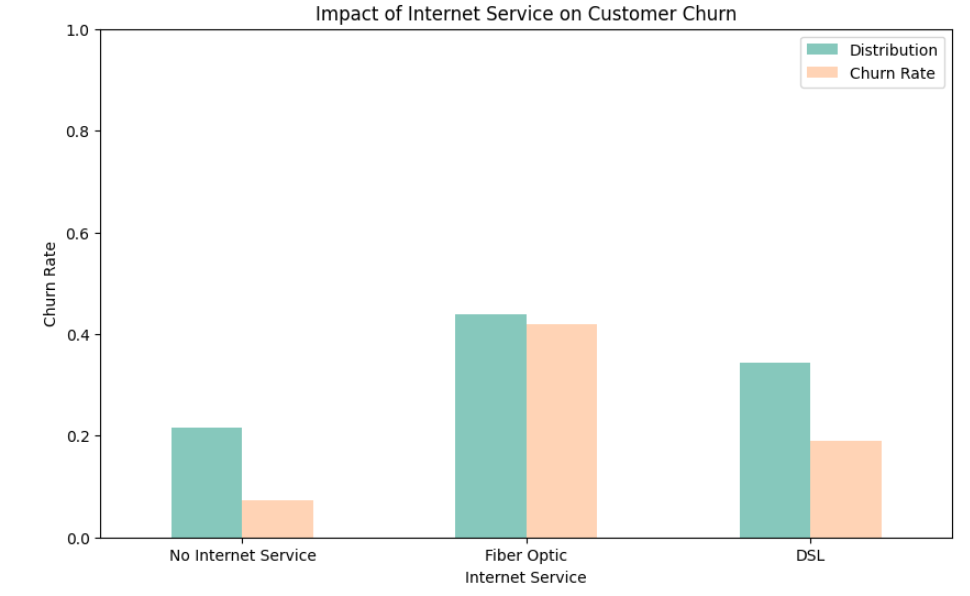 Impact of Internet Service on Customer Churn
Distribution
Churn Rate
Churn Rate
1.0
0.8
0.6
0.4
0.2
0.0
No Internet Service
Fiber Optic
DSL
Internet Service